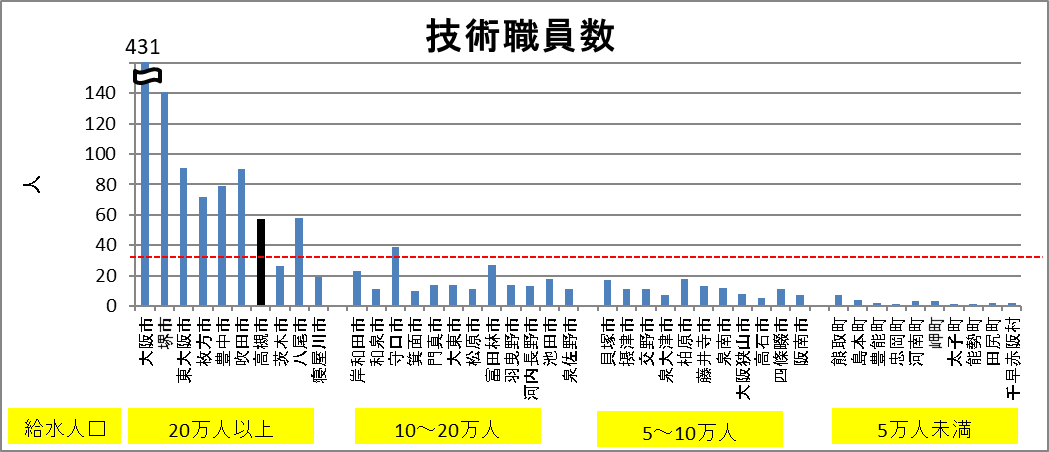 技術職員数
431
人
140
120
100
80
60
40
20
0
大阪市
堺市
東大阪市
枚方市
豊中市
吹田市
高槻市
茨木市
八尾市
寝屋川市
岸和田市
和泉市
守口市
箕面市
門真市
大東市
松原市
富田林市
羽曳野市
河内長野市
池田市
泉佐野市
貝塚市
摂津市
交野市
泉大津市
柏原市
藤井寺市
泉南市
大阪狭山市
高石市
四條畷市
阪南市
熊取町
島本町
豊能町
忠岡町
河南町
岬町
太子町
能勢町
田尻町
千早赤阪村
給水人口
20万人以上
10～20万人
5～10万人
5万人未満